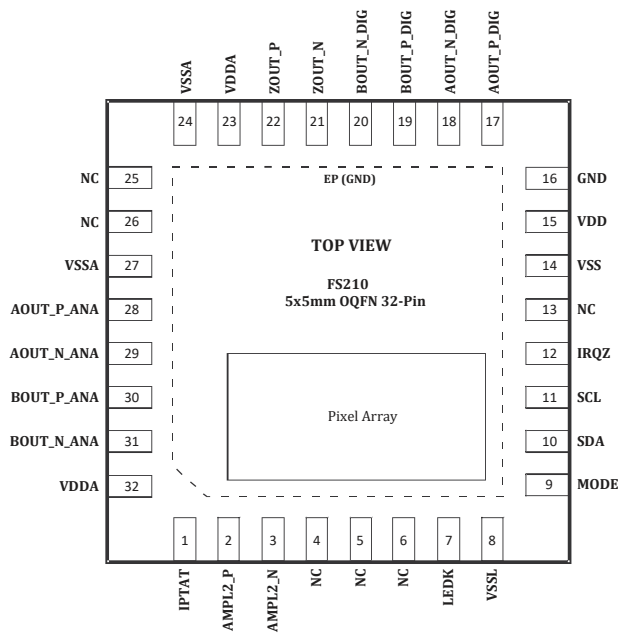 VSSA
VDDA
ZOUT_P
ZOUT_N
BOUT_N_DIG
BOUT_P_DIG
AOUT_N_DIG
AOUT_P_DIG
24 23 22 21 20 19 18 17
NC 25
NC 26
VSSA 27
AOUT_P_ANA 28
AOUT_N_ANA 29
BOUT_P_ANA 30
BOUT_N_ANA 31
VDDA 32
EP (GND)
TOP VIEW
FS210
5x5mm OQFN 32-Pin
Pixel Array
16 GND
15 VDD
14 VSS
13 NC
12 IRQZ
11 SCL
10 SDA
9 MODE
1 2 3 4 5 6 7 8
IPTAT
AMPL2_P
AMPL2_N
NC
NC
NC
LEDK
VSSL